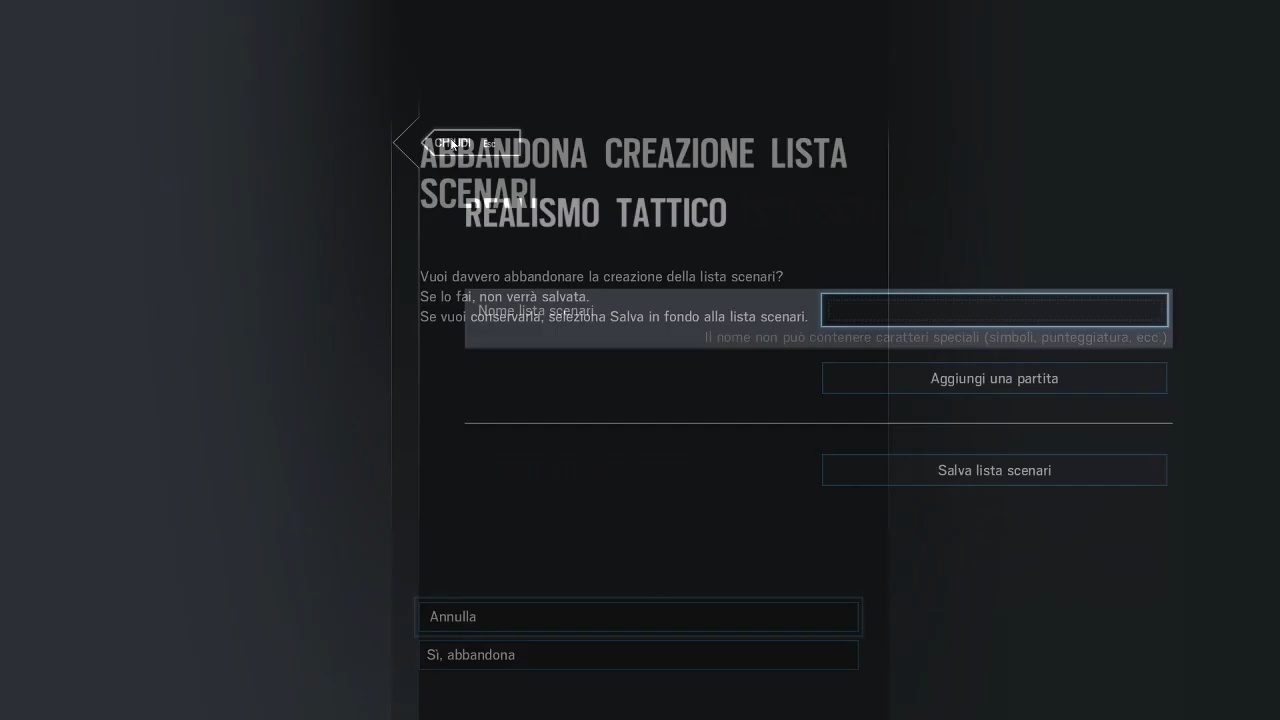 CHIUDI Esc
ABBANDONA CREAZIONE LISTA
SCENARI
REALISMO TATTICO
Vuoi davvero abbandonare la creazione della lista scenari?
Se lo fai, non verrà salvata.
Nome lista scenari
Se vuoi conservarla, seleziona Salva in fondo alla lista scenari.
Il nome non può contenere caratteri speciali (simboli, punteggiatura, ecc.)
Aggiungi una partita
Salva lista scenari
Annulla
Sì, abbandona